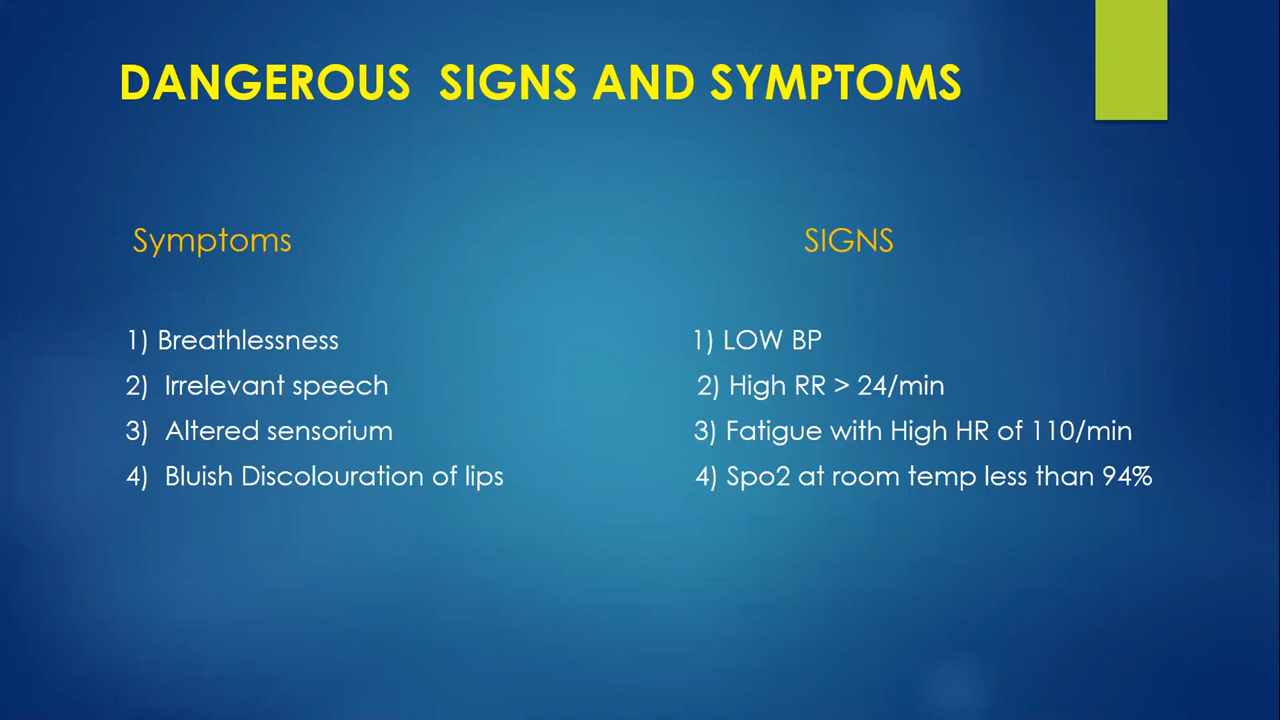 DANGEROUS SIGNS AND SYMPTOMS
Symptoms
1) Breathlessness
2) Irrelevant speech
3) Altered sensorium
4) Bluish Discolouration of lips
SIGNS
1) LOW BP
2) High RR > 24/min
3) Fatigue with High HR of 110/min
4) Spo2 at room temp less than 94%